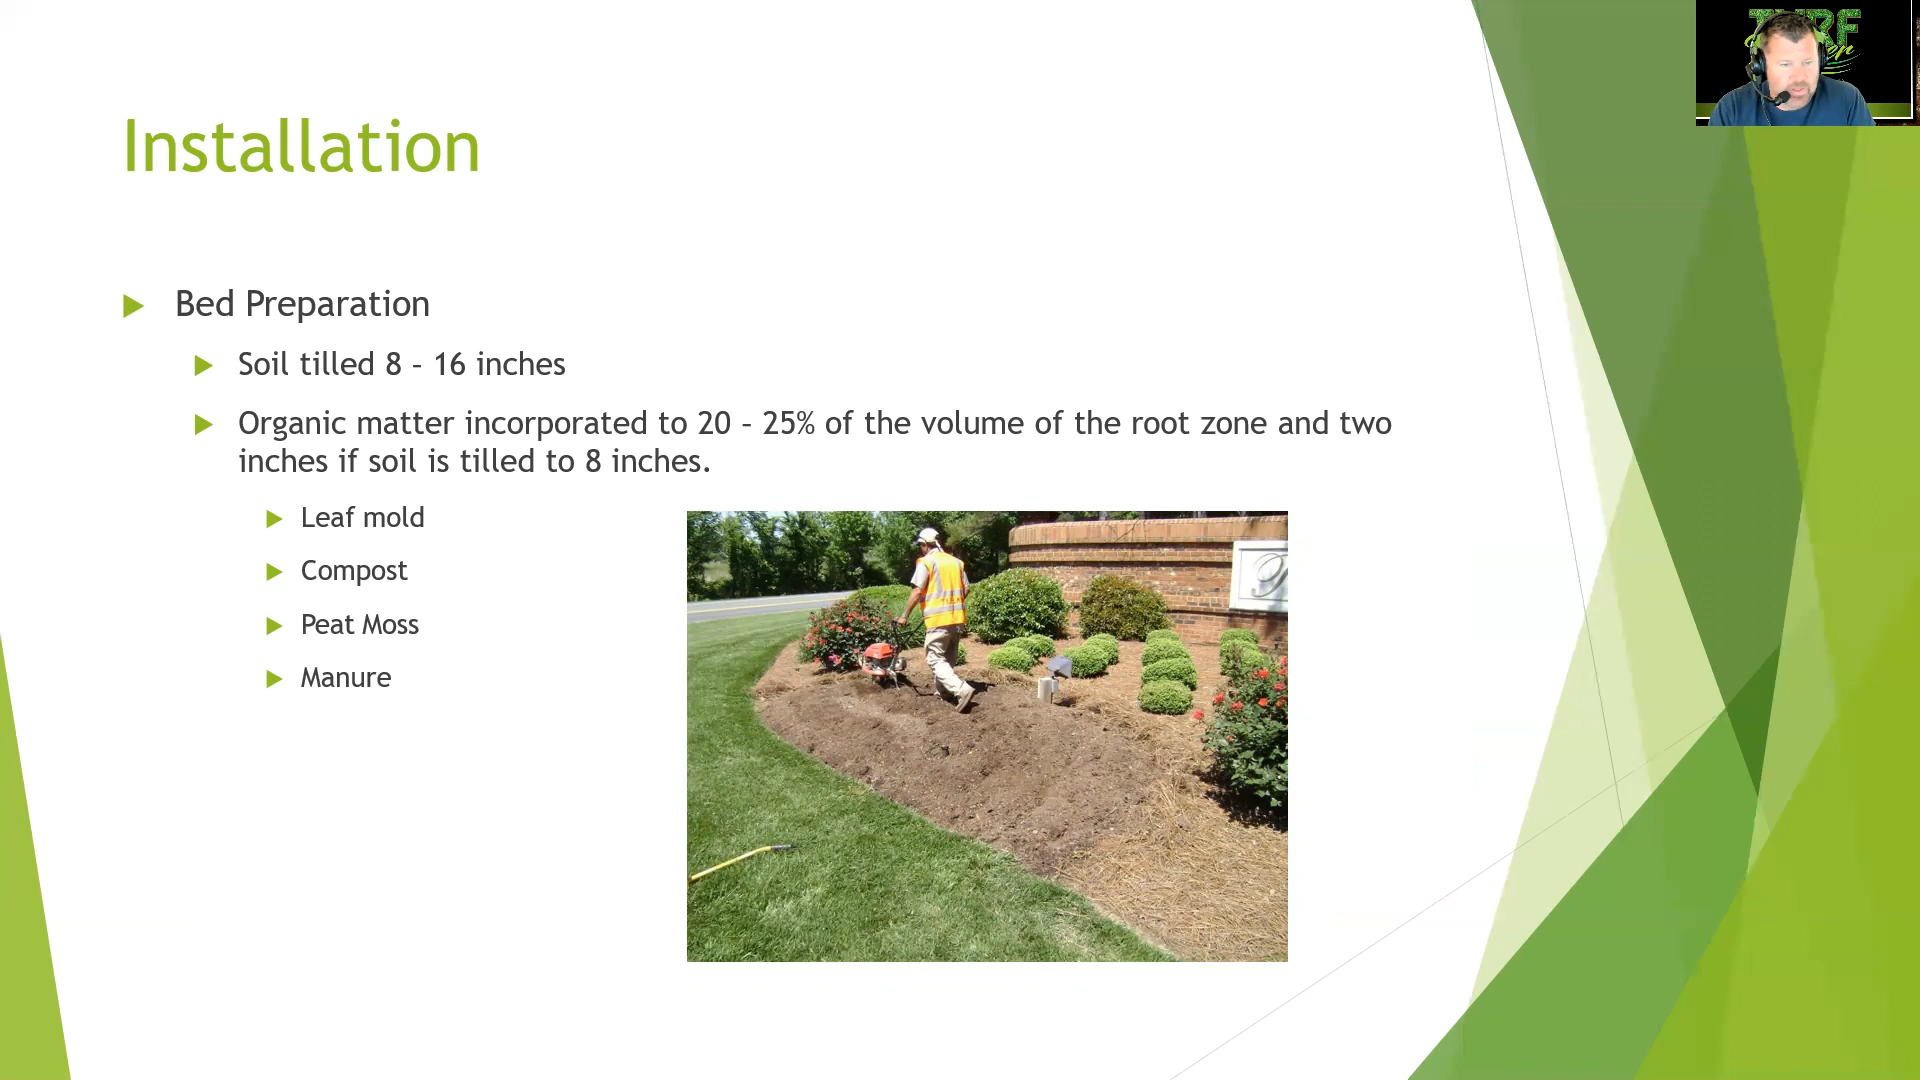 Installation
Bed Preparation
Soil tilled 8 – 16 inches
Organic matter incorporated to 20 – 25% of the volume of the root zone and two
inches if soil is tilled to 8 inches.
Leaf mold
Compost
Peat Moss
Manure